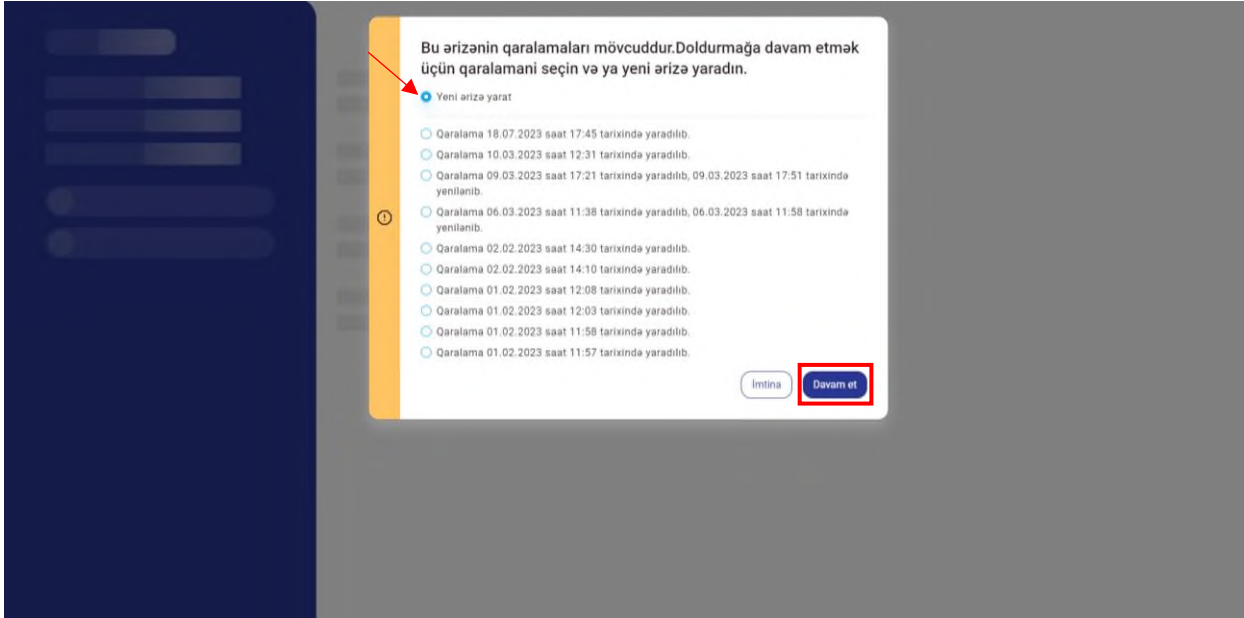 Bu ərizənin qaralamaları mövcuddur.Doldurmağa davam etmək
üçün qaralamani seçin və ya yeni ərizə yaradın.
Yeni ərizə yarat
Qaralama 18.07.2023 saat 17:45 tarixində yaradılıb.
Qaralama 10.03.2023 saat 12:31 tarixində yaradılıb.
Qaralama 09.03.2023 saat 17:21 tarixində yaradılıb, 09.03.2023 saat 17:51 tarixində
yenilənib.
Qaralama 06.03.2023 saat 11:38 tarixində yaradılıb, 06.03.2023 saat 11:58 tarixində
yenilənib.
Qaralama 02.02.2023 saat 14:30 tarixində yaradılıb.
Qaralama 02.02.2023 saat 14:10 tarixində yaradılıb.
Qaralama 01.02.2023 saat 12:08 tarixində yaradılıb.
Qaralama 01.02.2023 saat 12:03 tarixində yaradılıb.
Qaralama 01.02.2023 saat 11:58 tarixində yaradılıb.
Qaralama 01.02.2023 saat 11:57 tarixində yaradılıb.
İmtina Davam et